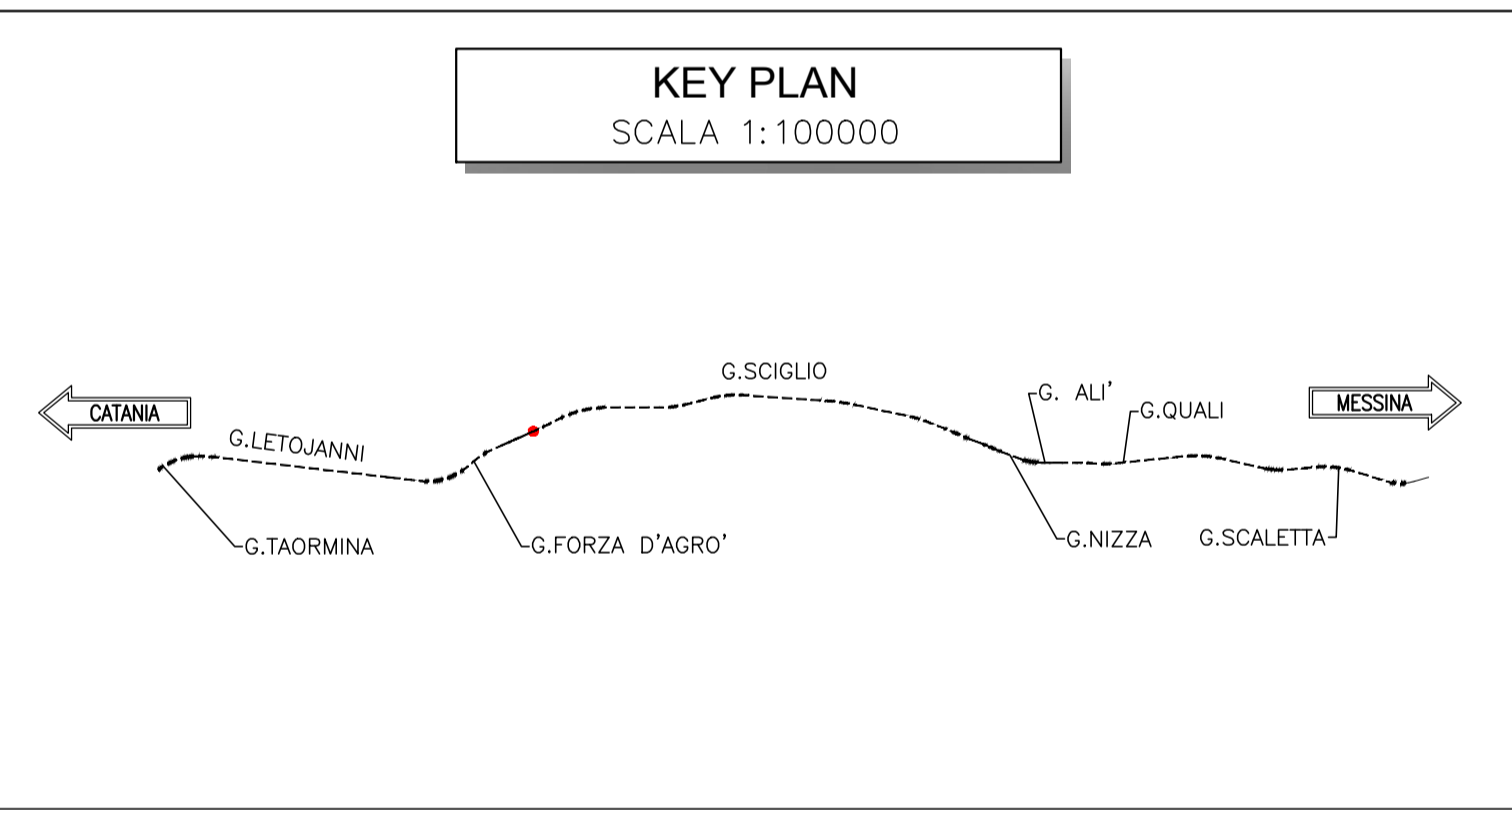 KEY PLAN
SCALA 1:100000
G.SCIGLIO
G. ALI'
G.QUALI
CATANIA
MESSINA
G.LETOJANNI
G.TAORMINA
G.FORZA D'AGRO'
G.NIZZA
G.SCALETTA